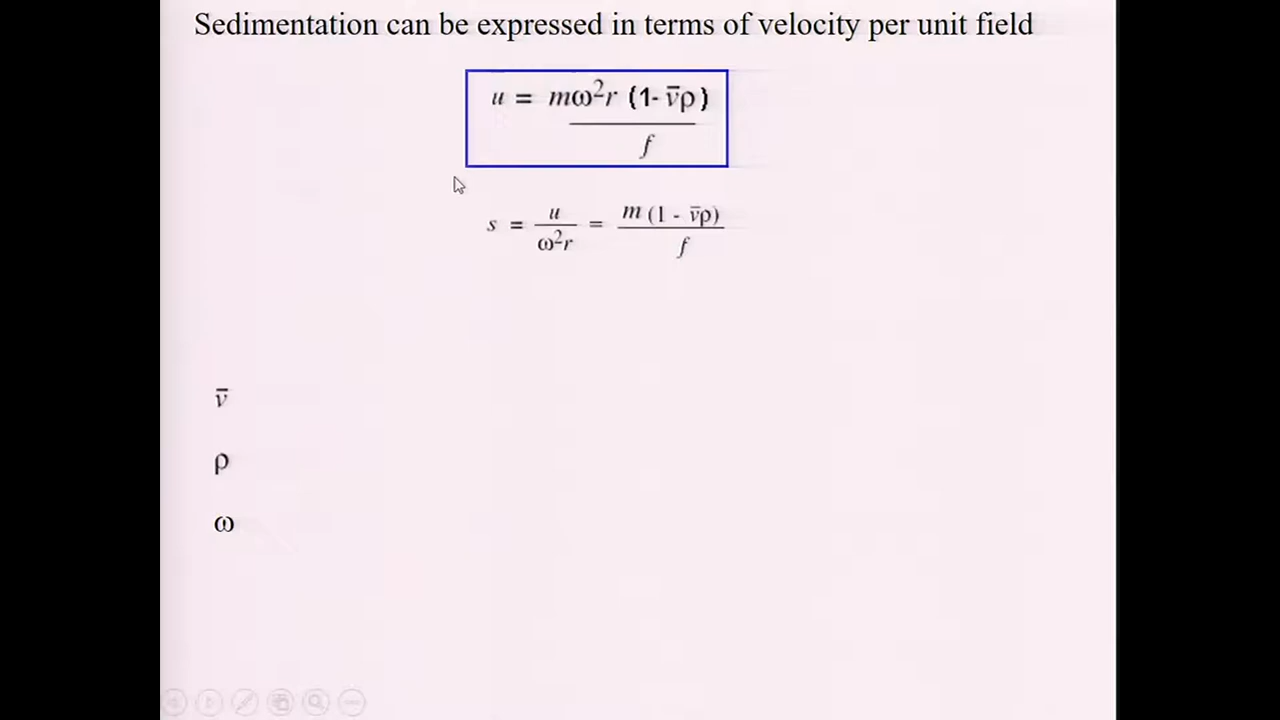 Sedimentation can be expressed in terms of velocity per unit field
u = mω²r (1- v̄ρ)
f
s = u / ω²r = m (1 - v̄ρ) / f
v̄
ρ
ω